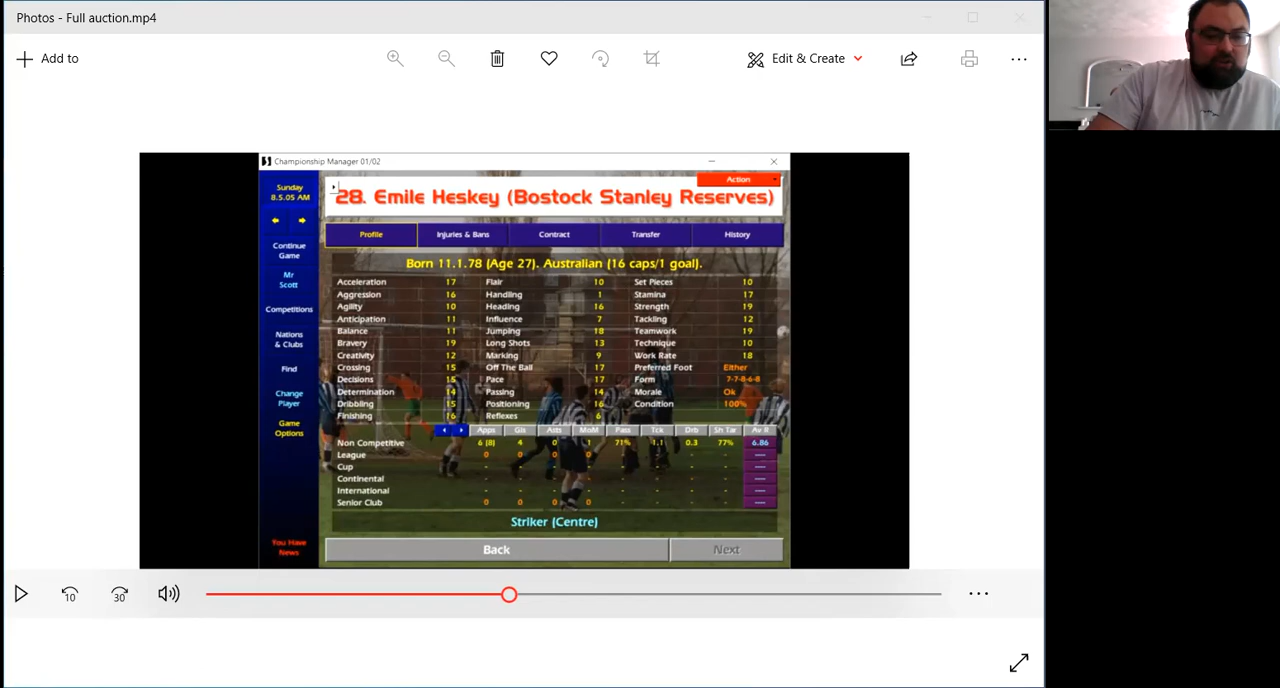 Photos - Full auction.mp4
Add to
Edit & Create
Championship Manager 01/02
Sunday
8.5.05 AM
Continue
Game
Mr
Scott
Competitions
Nations
& Clubs
Find
Change
Player
Game
Options
You Have
News
Action
28. Emile Heskey (Bostock Stanley Reserves)
Profile Injuries & Bans Contract Transfer History
Born 11.1.78 (Age 27). Australian (16 caps/1 goal).
Acceleration 17 Flair 10 Set Pieces 10
Aggression 16 Handling 1 Stamina 17
Agility 10 Heading 16 Strength 19
Anticipation 11 Influence 7 Tackling 12
Balance 11 Jumping 18 Teamwork 19
Bravery 19 Long Shots 13 Technique 10
Creativity 12 Marking 9 Work Rate 18
Crossing 15 Off The Ball 17 Preferred Foot Either
Decisions 15 Pace 17 Form 7-7-8-6-8
Determination 14 Passing 14 Morale Ok
Dribbling 15 Positioning 16 Condition 100%
Finishing 16 Reflexes 6
Apps Gls Asts MoM Pass Tck Drb Sh Tar Av R
Non Competitive 6 (8) 4 0 1 71% 1.1 0.3 77% 6.86
League 0 0 0 0 - - - - ---
Cup - - - - - - - - ---
Continental - - - - - - - - ---
International - - - - - - - - ---
Senior Club 0 0 0 0 - - - - ---
Striker (Centre)
Back Next
10 30